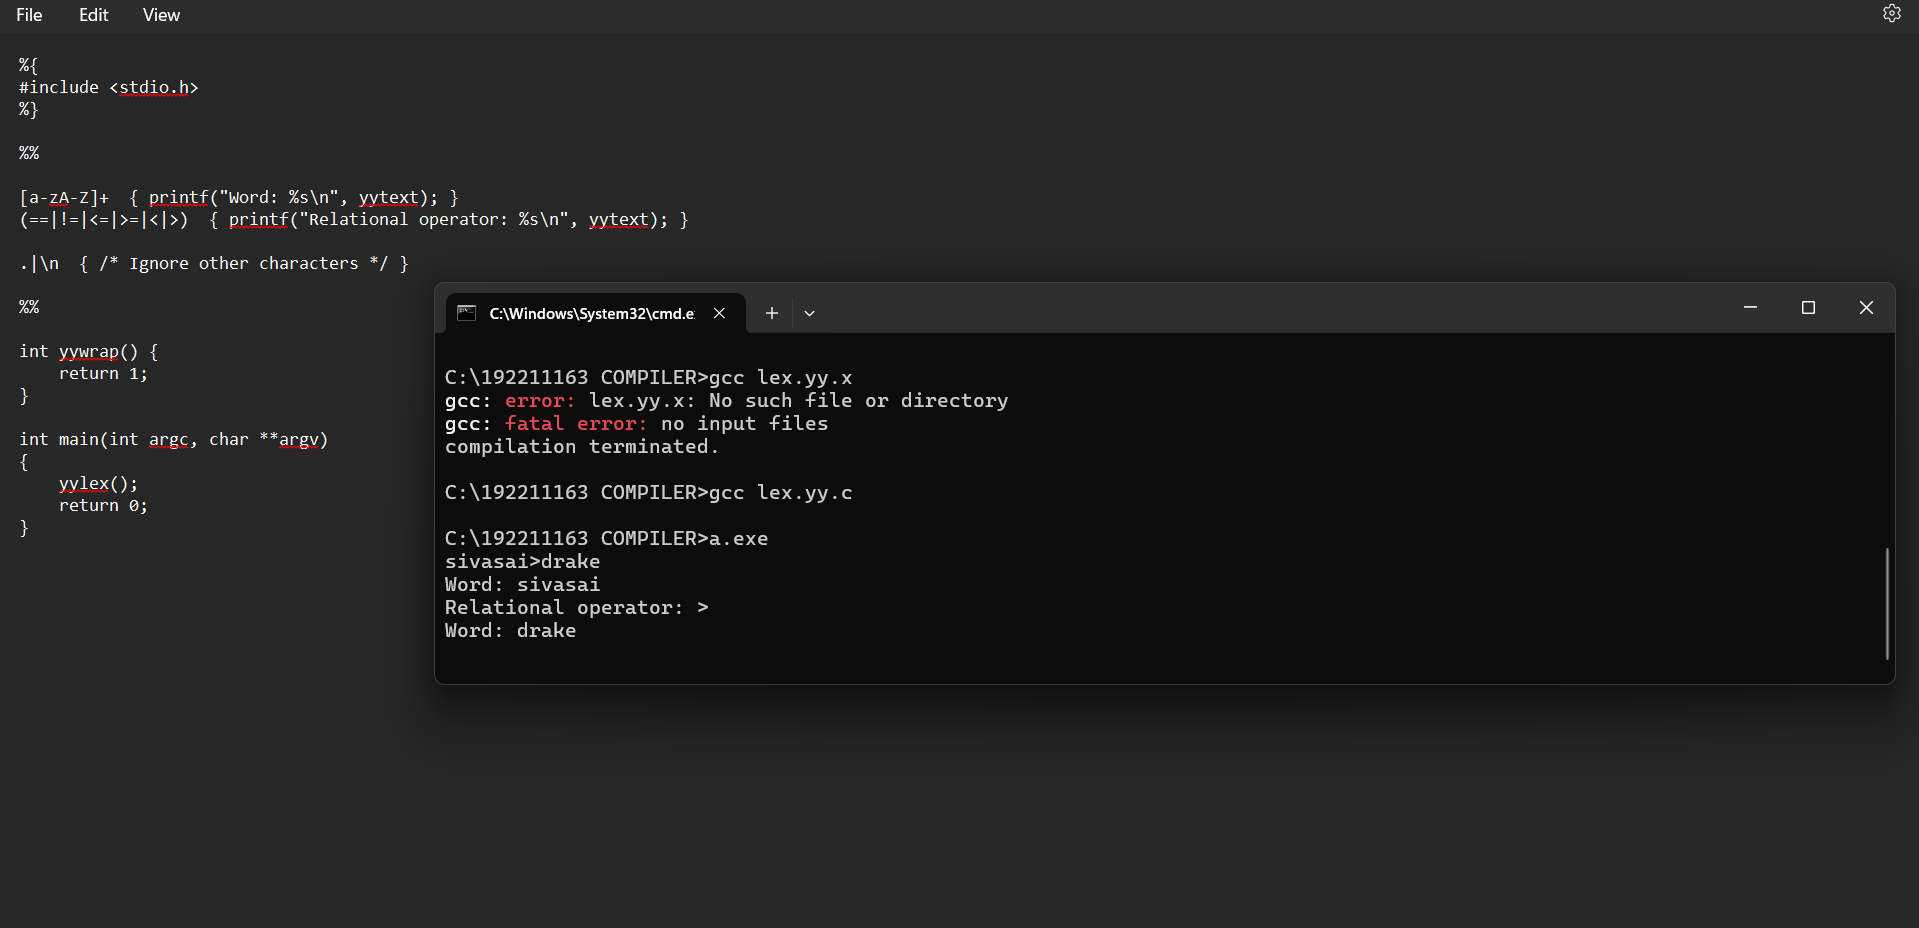 File Edit View
%{
#include <stdio.h>
%}
%%
[a-zA-Z]+  { printf("Word: %s\n", yytext); }
(==|!=|<=|>=|<|>)  { printf("Relational operator: %s\n", yytext); }
.|\n  { /* Ignore other characters */ }
%%
int yywrap() {
    return 1;
}
int main(int argc, char **argv)
{
    yylex();
    return 0;
}
C:\Windows\System32\cmd.e
C:\192211163 COMPILER>gcc lex.yy.x
gcc: error: lex.yy.x: No such file or directory
gcc: fatal error: no input files
compilation terminated.
C:\192211163 COMPILER>gcc lex.yy.c
C:\192211163 COMPILER>a.exe
sivasai>drake
Word: sivasai
Relational operator: >
Word: drake